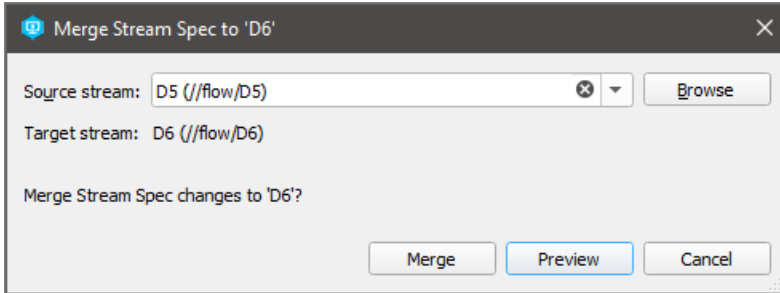 Merge Stream Spec to 'D6'
Source stream: D5 (//flow/D5) Browse
Target stream: D6 (//flow/D6)
Merge Stream Spec changes to 'D6'?
Merge Preview Cancel